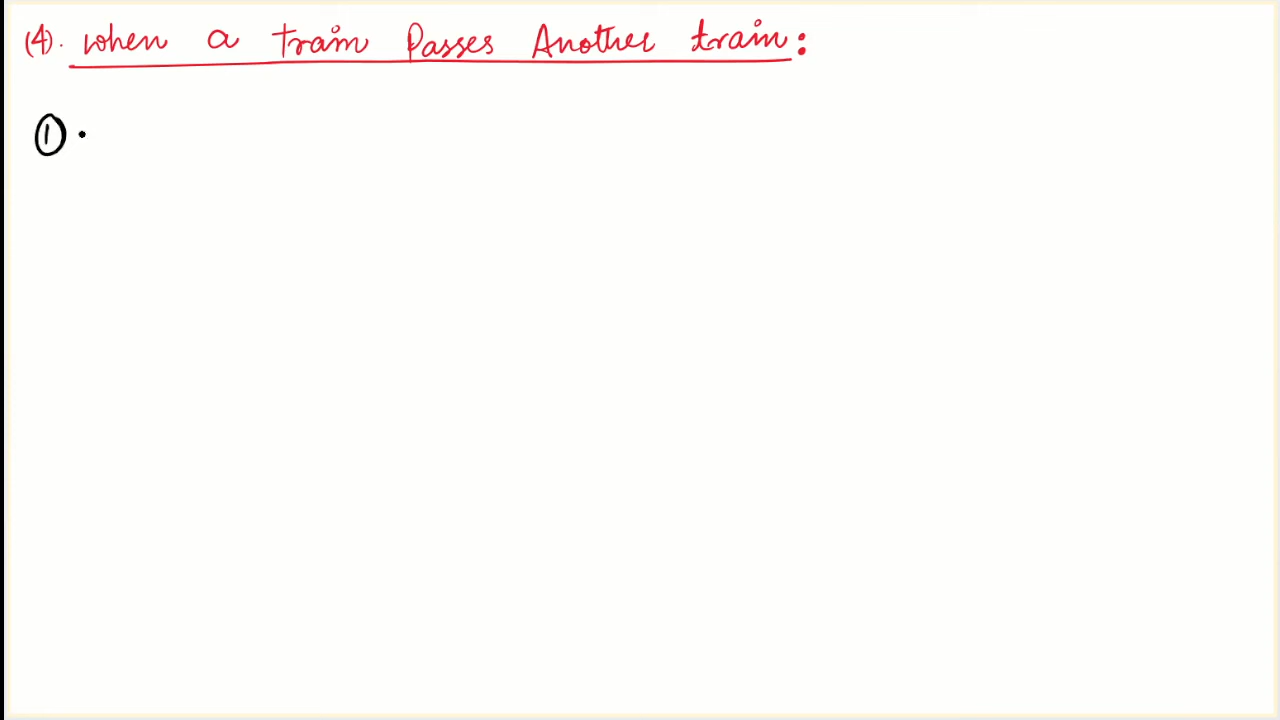 (4). when a train Passes Another train:
①.